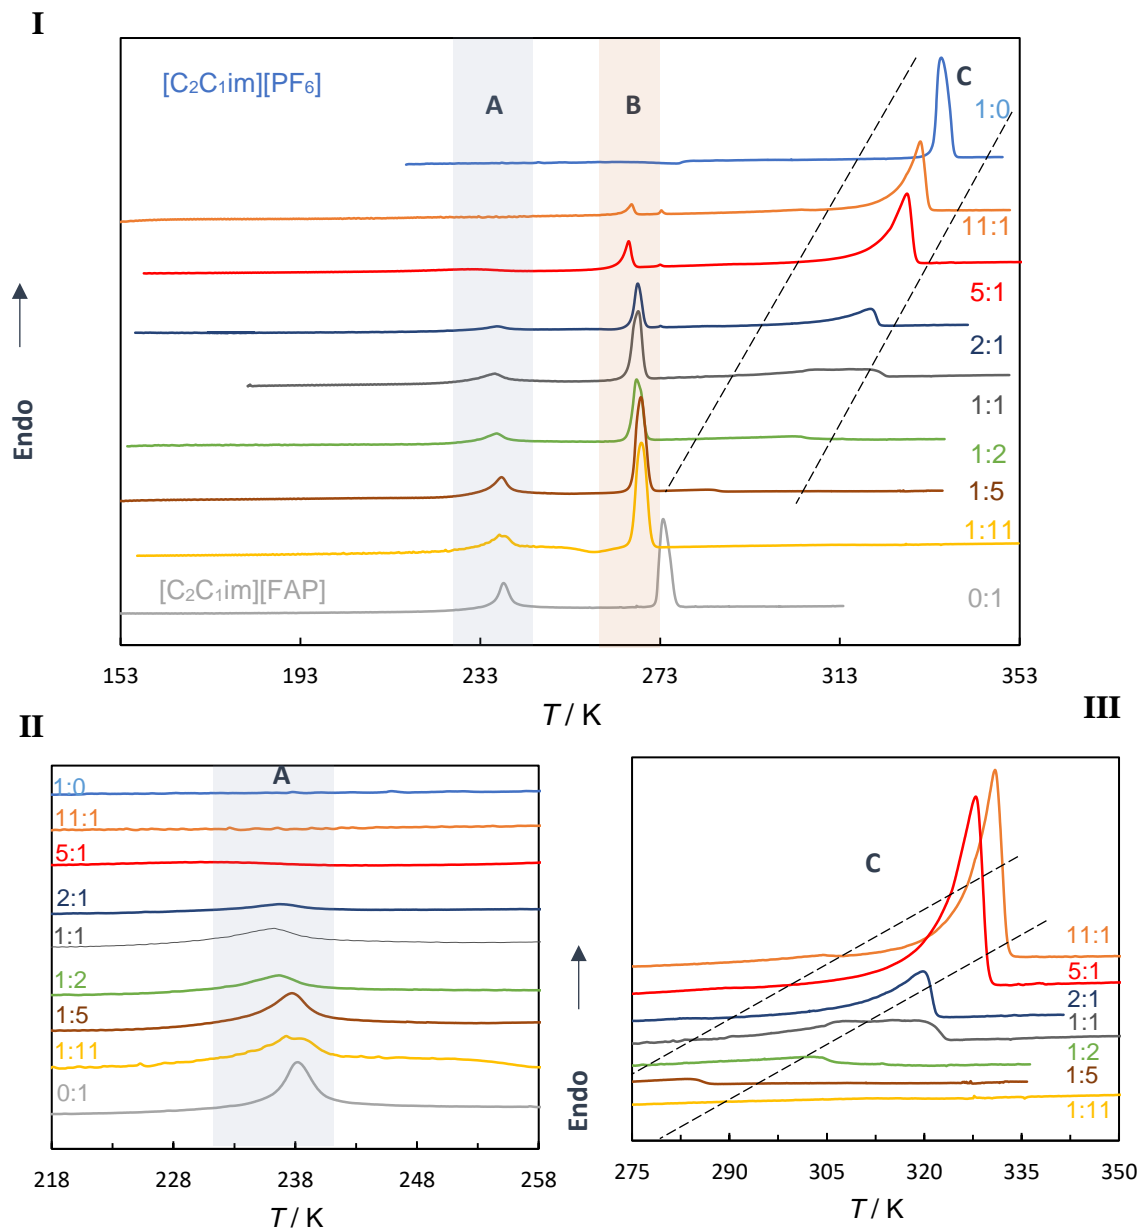 I
[C₂C₁im][PF₆]
A
B
C
1:0
11:1
5:1
2:1
1:1
1:2
1:5
1:11
[C₂C₁im][FAP]
0:1
Endo
153 193 233 273 313 353
T / K
II
A
1:0
11:1
5:1
2:1
1:1
1:2
1:5
1:11
0:1
218 228 238 248 258
T / K
III
C
11:1
5:1
2:1
1:1
1:2
1:5
1:11
Endo
275 290 305 320 335 350
T / K